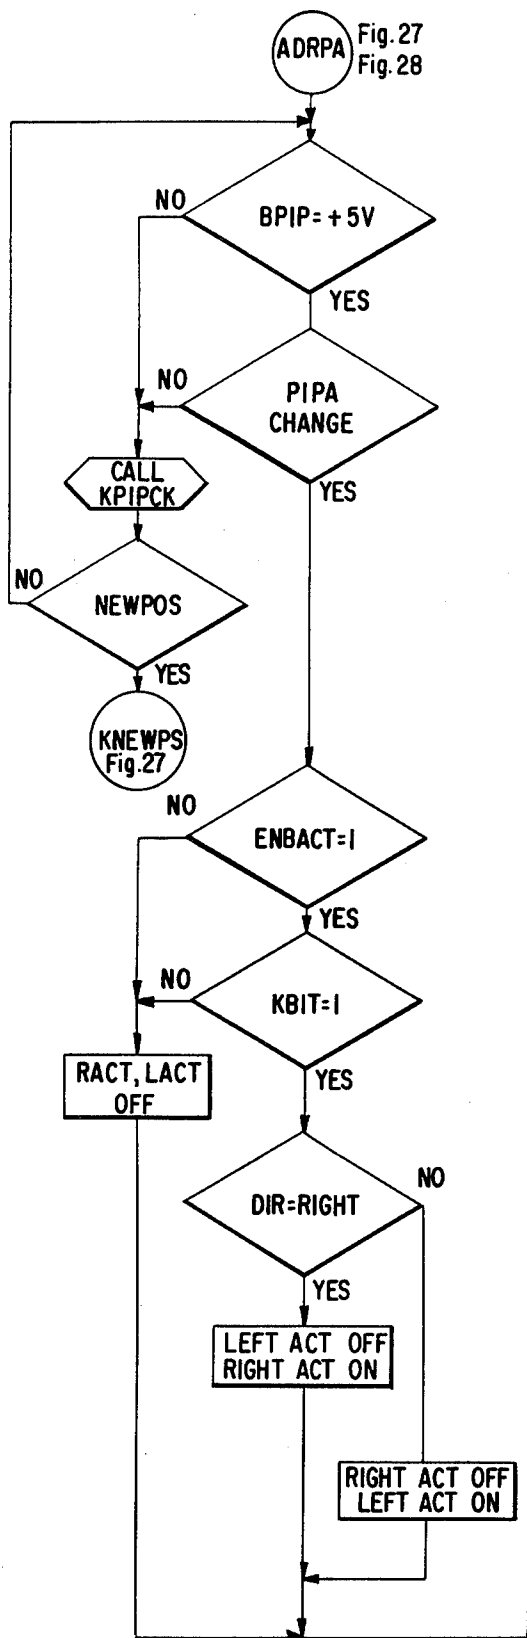 ADRPA
Fig. 27
Fig. 28
NO
BPIP=+5V
YES
NO
PIPA
CHANGE
YES
CALL
KPIPCK
NO
NEWPOS
YES
KNEWPS
Fig.27
NO
ENBACT=1
YES
NO
KBIT=1
YES
RACT, LACT
OFF
DIR=RIGHT
NO
YES
LEFT ACT OFF
RIGHT ACT ON
RIGHT ACT OFF
LEFT ACT ON